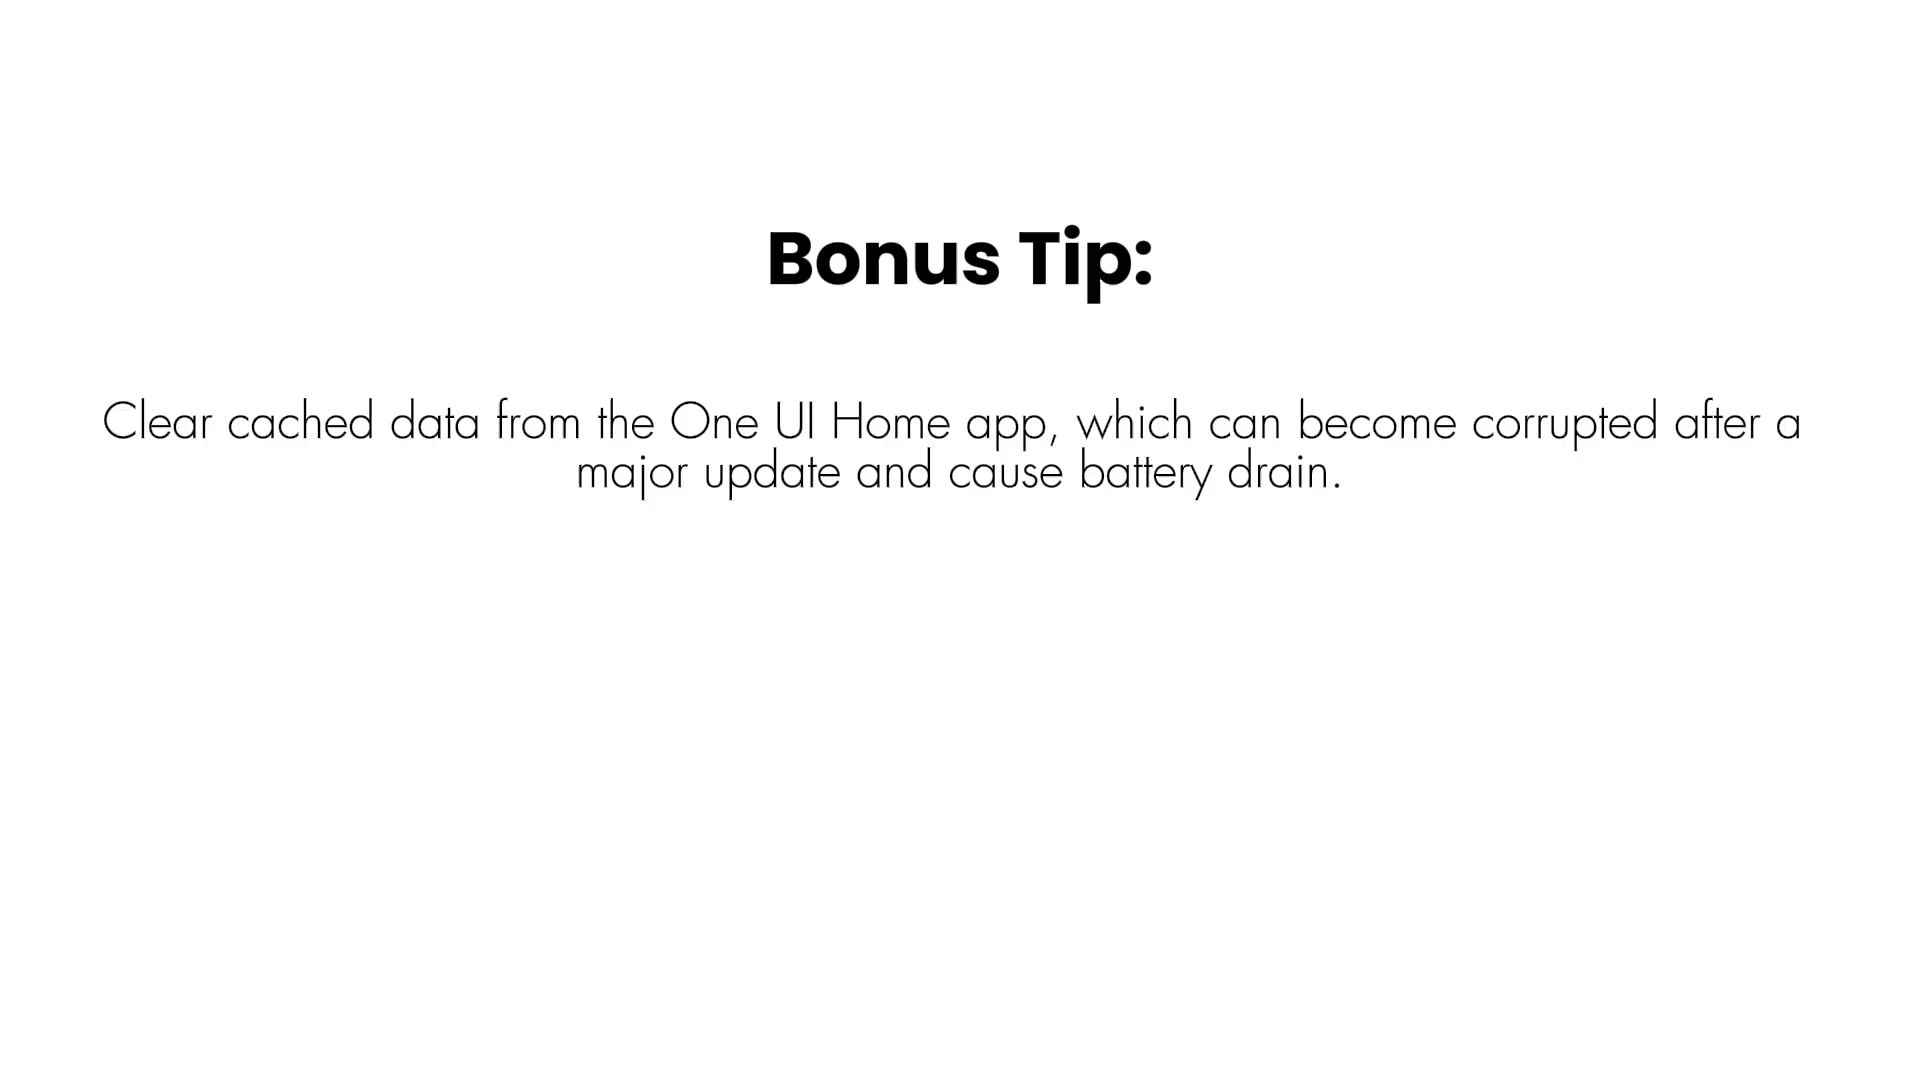 Bonus Tip:
Clear cached data from the One UI Home app, which can become corrupted after a
major update and cause battery drain.